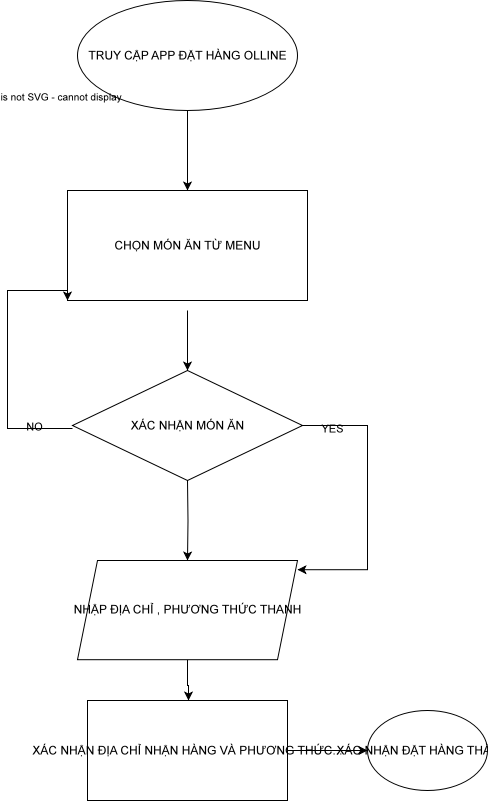 TRUY CẬP APP ĐẶT HÀNG OLLINE
is not SVG - cannot display
CHỌN MÓN ĂN TỪ MENU
XÁC NHẬN MÓN ĂN
NO
YES
NHẬP ĐỊA CHỈ , PHƯƠNG THỨC THANH
XÁC NHẬN ĐỊA CHỈ NHẬN HÀNG VÀ PHƯƠNG THỨC.
XÁC NHẬN ĐẶT HÀNG